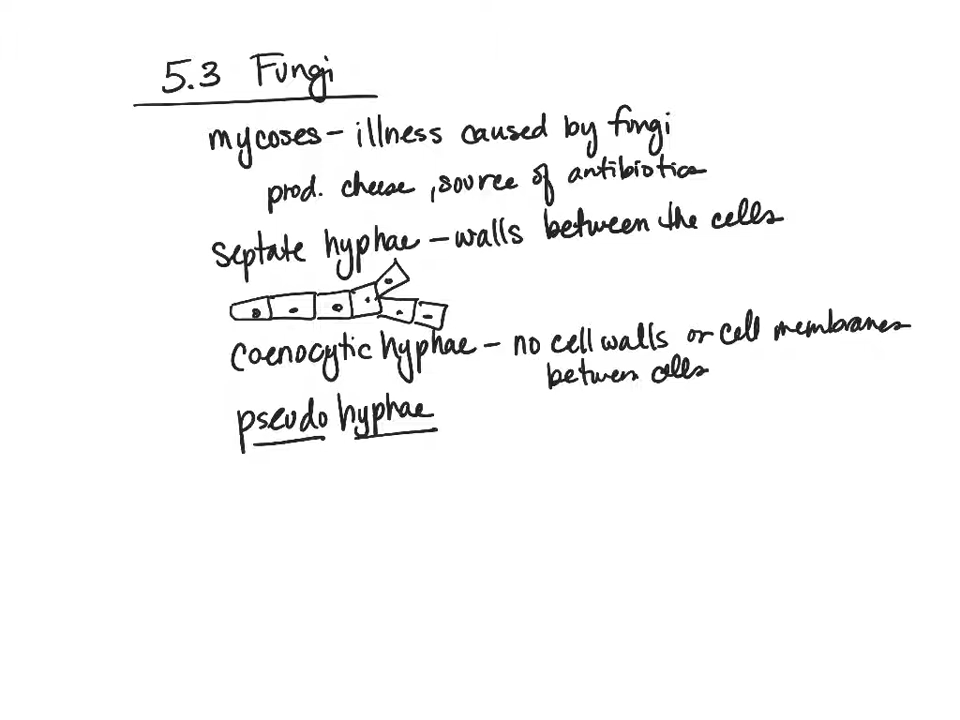 5.3 Fungi
mycoses - illness caused by fungi
prod. cheese, source of antibiotics
septate hyphae - walls between the cells
coenocytic hyphae - no cell walls or cell membranes
between cells
pseudo hyphae